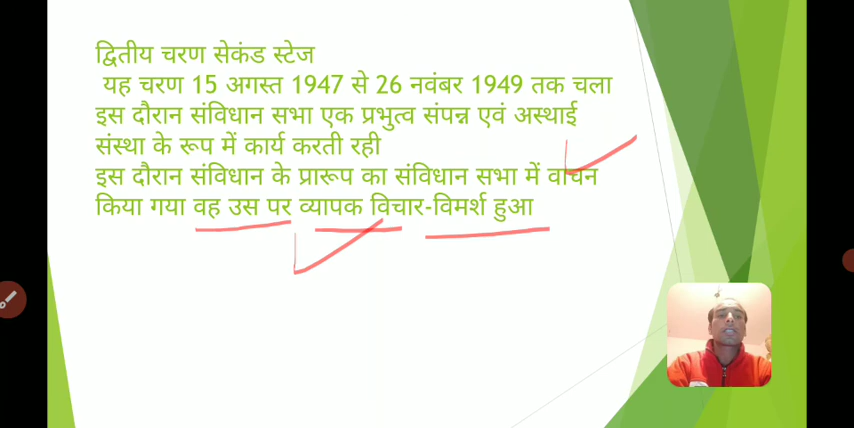 द्वितीय चरण सेकंड स्टेज
यह चरण 15 अगस्त 1947 से 26 नवंबर 1949 तक चला
इस दौरान संविधान सभा एक प्रभुत्व संपन्न एवं अस्थाई
संस्था के रूप में कार्य करती रही
इस दौरान संविधान के प्रारूप का संविधान सभा में वाचन
किया गया वह उस पर व्यापक विचार-विमर्श हुआ